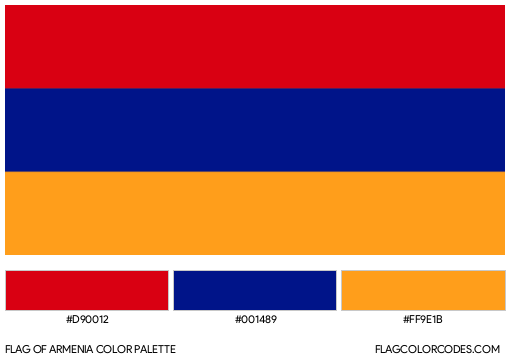 #D90012
#001489
#FF9E1B
FLAG OF ARMENIA COLOR PALETTE
FLAGCOLORCODES.COM